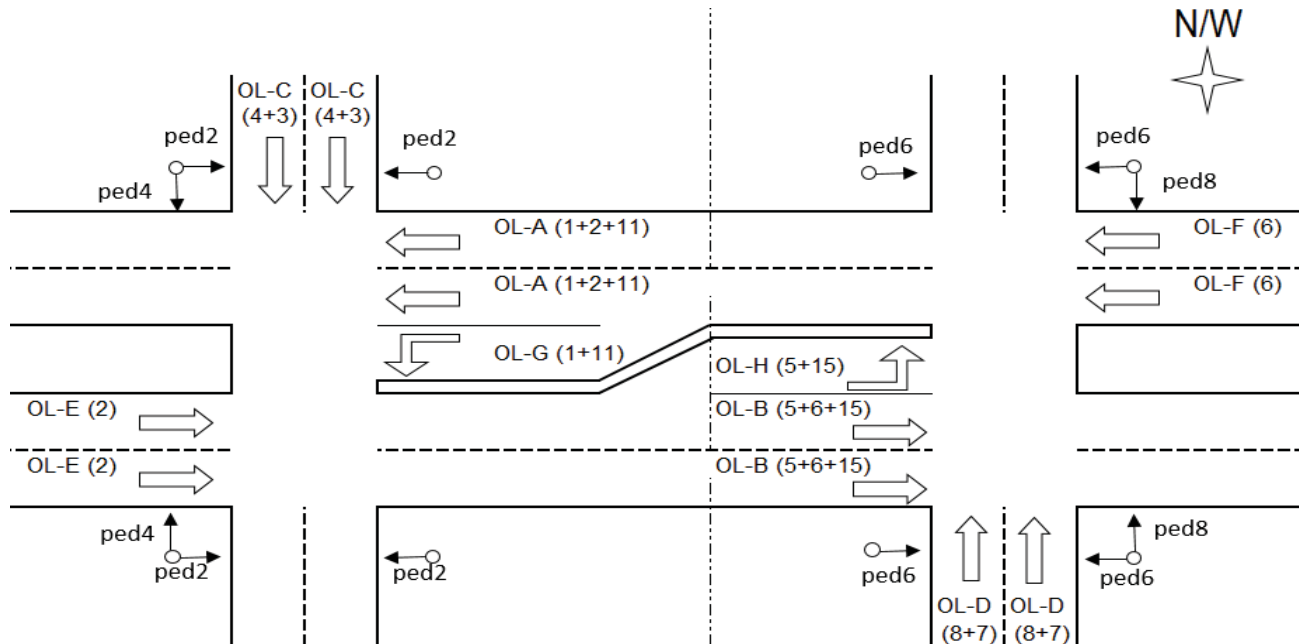 N/W
OL-C
(4+3)
OL-C
(4+3)
ped2
ped2
ped6
ped6
ped4
ped8
OL-A (1+2+11)
OL-F (6)
OL-A (1+2+11)
OL-F (6)
OL-G (1+11)
OL-H (5+15)
OL-E (2)
OL-B (5+6+15)
OL-E (2)
OL-B (5+6+15)
ped4
ped8
ped2
ped2
ped6
ped6
OL-D
(8+7)
OL-D
(8+7)